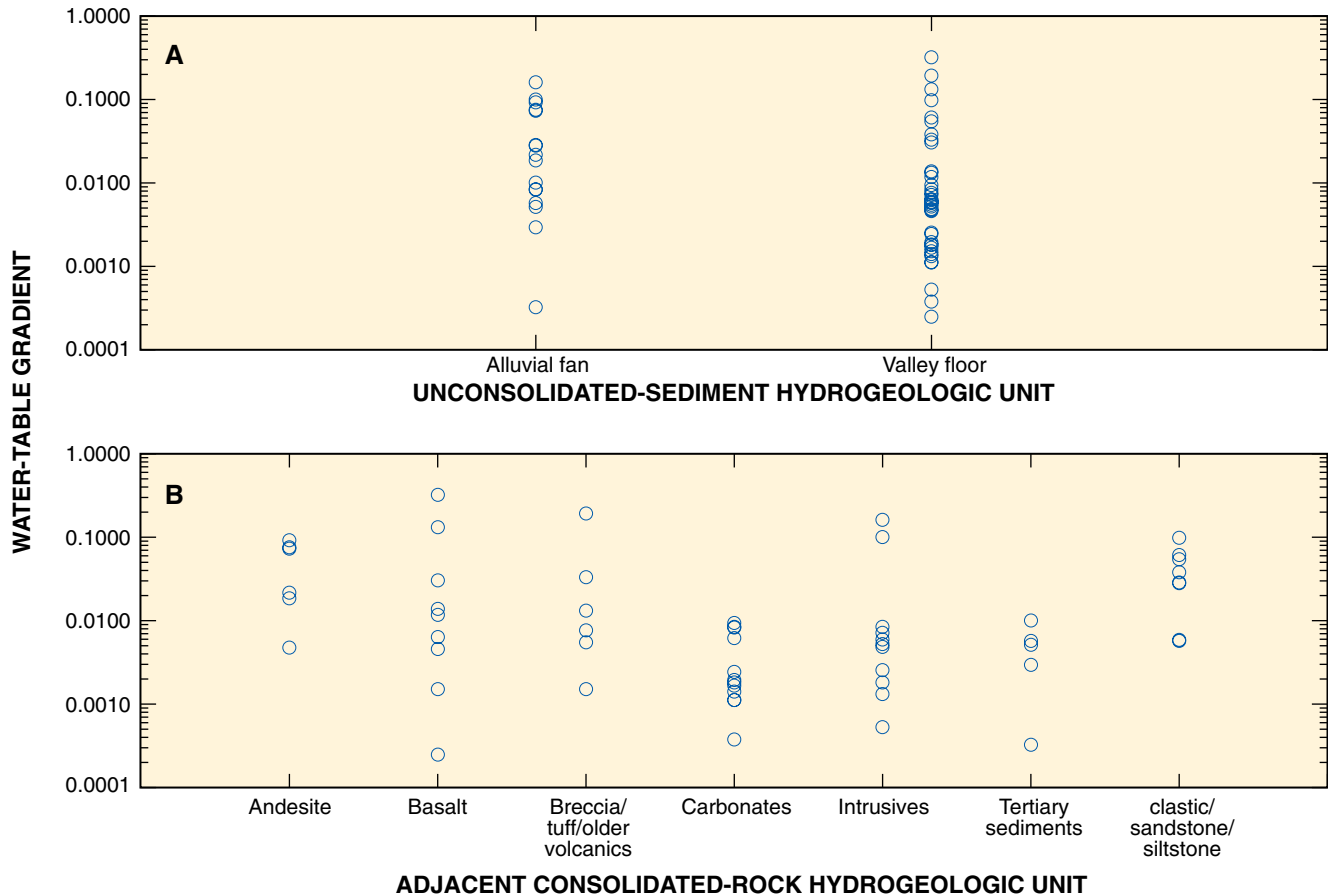 WATER-TABLE GRADIENT
A
1.0000
0.1000
0.0100
0.0010
0.0001
Alluvial fan
Valley floor
UNCONSOLIDATED-SEDIMENT HYDROGEOLOGIC UNIT
B
1.0000
0.1000
0.0100
0.0010
0.0001
Andesite
Basalt
Breccia/
tuff/older
volcanics
Carbonates
Intrusives
Tertiary
sediments
clastic/
sandstone/
siltstone
ADJACENT CONSOLIDATED-ROCK HYDROGEOLOGIC UNIT